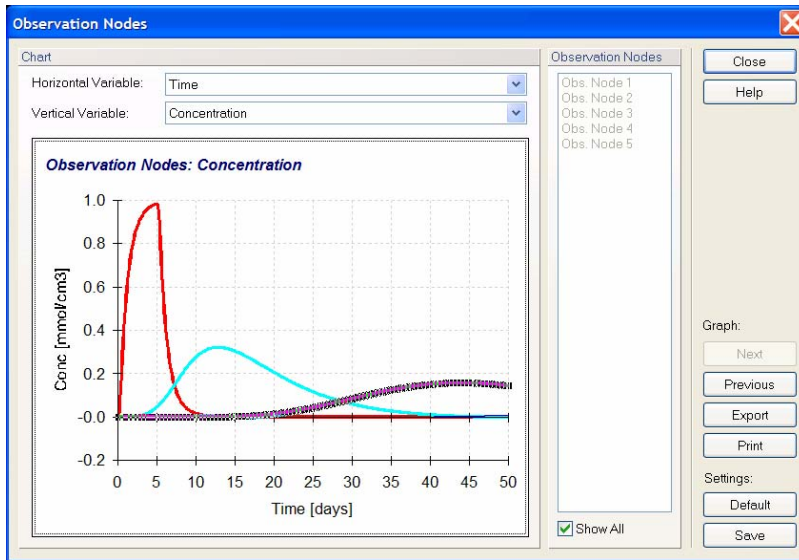 Observation Nodes
Chart
Horizontal Variable: Time
Vertical Variable: Concentration
Observation Nodes: Concentration
Conc [mmol/cm3]
1.0
0.8
0.6
0.4
0.2
-0.0
-0.2
0 5 10 15 20 25 30 35 40 45 50
Time [days]
Observation Nodes
Obs. Node 1
Obs. Node 2
Obs. Node 3
Obs. Node 4
Obs. Node 5
Show All
Close
Help
Graph:
Next
Previous
Export
Print
Settings:
Default
Save